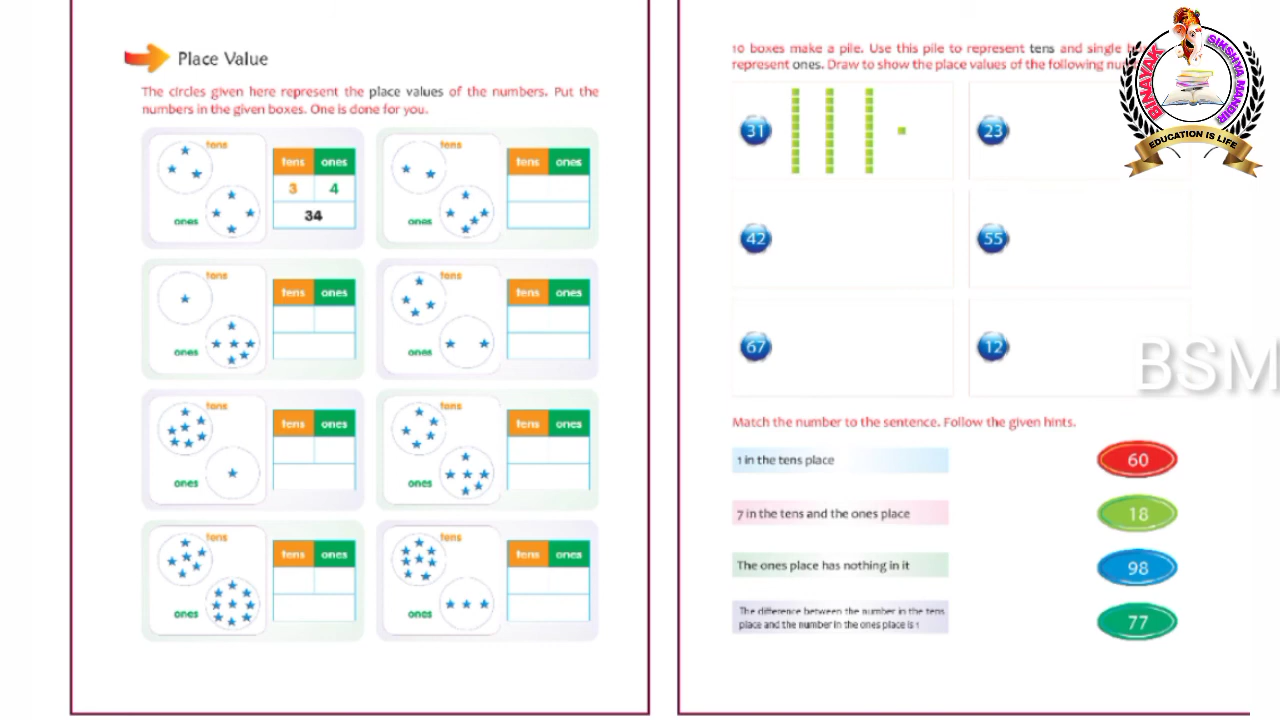 Place Value
The circles given here represent the place values of the numbers. Put the
numbers in the given boxes. One is done for you.
tens
ones
tens ones
3 4
34
tens
ones
tens ones
tens
ones
tens ones
tens
ones
tens ones
tens
ones
tens ones
tens
ones
tens ones
tens
ones
tens ones
tens
ones
tens ones
10 boxes make a pile. Use this pile to represent tens and single
represent ones. Draw to show the place values of the following
31
23
42
55
67
12
Match the number to the sentence. Follow the given hints.
1 in the tens place
60
7 in the tens and the ones place
18
The ones place has nothing in it
98
The difference between the number in the tens
place and the number in the ones place is 1
77
BINAYAK SIKSHYA MANDIR
EDUCATION IS LIFE
BSM